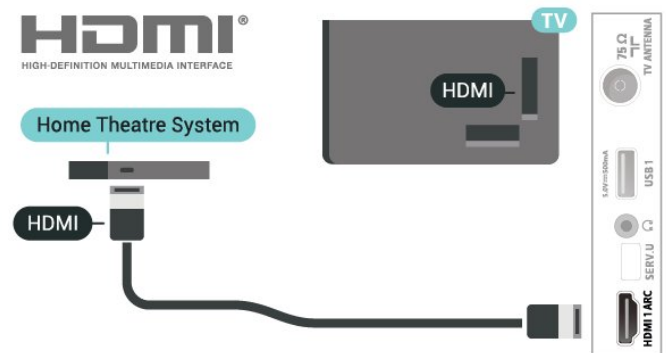 HDMI®
HIGH-DEFINITION MULTIMEDIA INTERFACE
TV
HDMI
Home Theatre System
HDMI
75 Ω
TV ANTENNA
5.0V⎓500mA
USB 1
SERV.U
HDMI 1 ARC